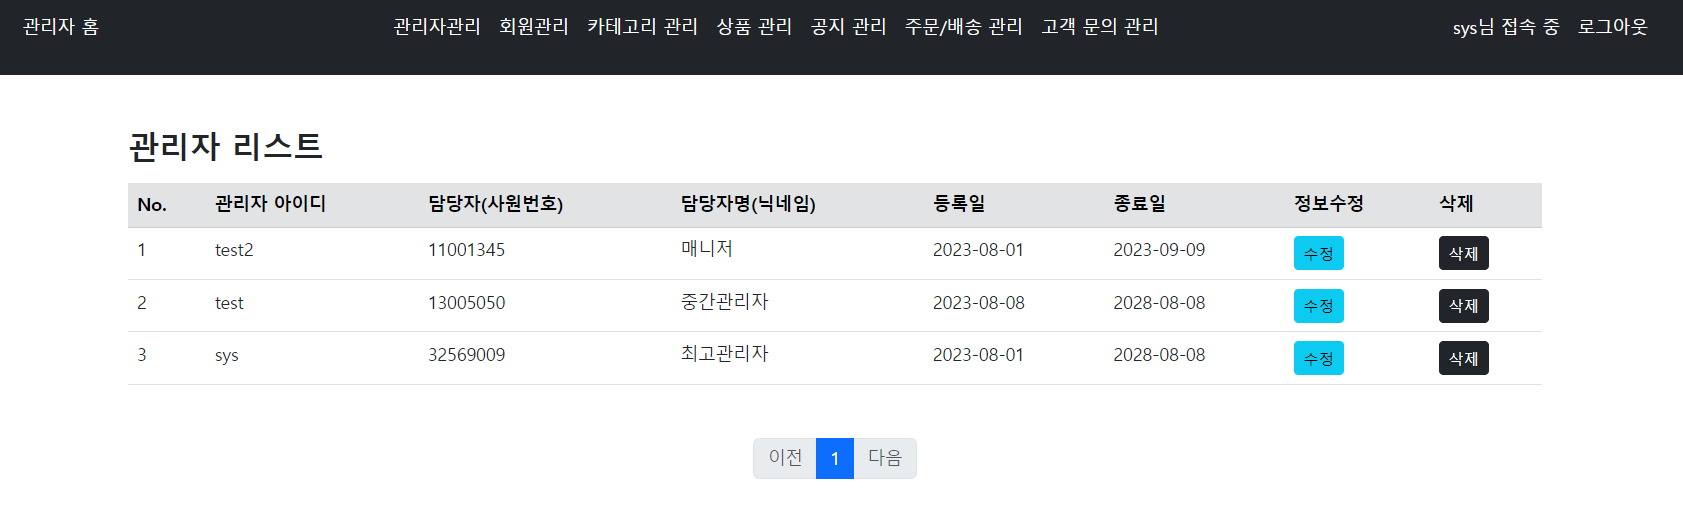 관리자 홈 관리자관리 회원관리 카테고리 관리 상품 관리 공지 관리 주문/배송 관리 고객 문의 관리 sys님 접속 중 로그아웃
관리자 리스트
No. 관리자 아이디 담당자(사원번호) 담당자명(닉네임) 등록일 종료일 정보수정 삭제
1 test2 11001345 매니저 2023-08-01 2023-09-09 수정 삭제
2 test 13005050 중간관리자 2023-08-08 2028-08-08 수정 삭제
3 sys 32569009 최고관리자 2023-08-01 2028-08-08 수정 삭제
이전 1 다음